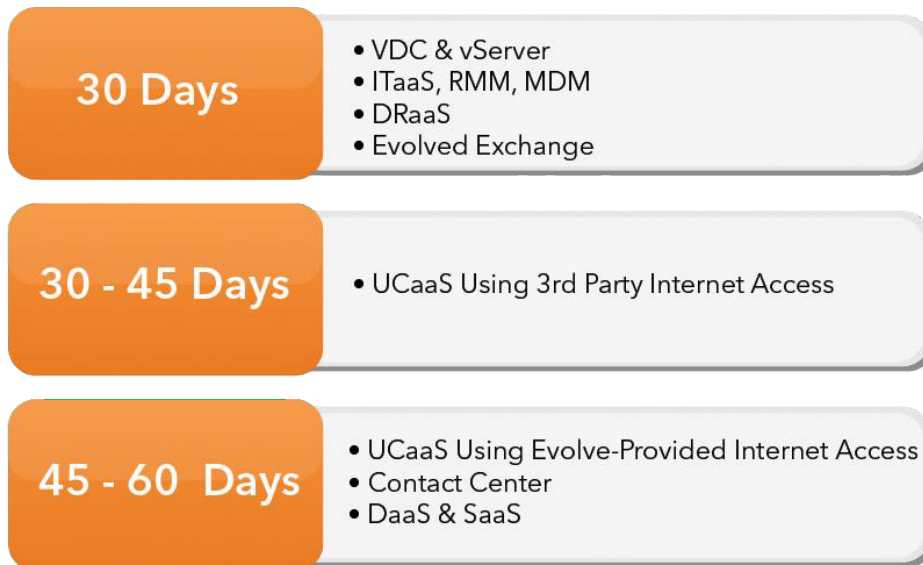 30 Days
• VDC & vServer
• ITaaS, RMM, MDM
• DRaaS
• Evolved Exchange
30 - 45 Days
• UCaaS Using 3rd Party Internet Access
45 - 60 Days
• UCaaS Using Evolve-Provided Internet Access
• Contact Center
• DaaS & SaaS